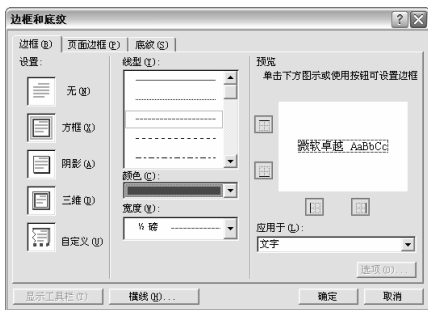 边框和底纹
边框(B) 页面边框(P) 底纹(S)
设置:
无(N)
方框(X)
阴影(A)
三维(D)
自定义(U)
线型(Y):
颜色(C):
宽度(W):
½ 磅
预览
单击下方图示或使用按钮可设置边框
微软卓越 AaBbCc
应用于(L):
文字
选项(O)...
显示工具栏(T) 横线(H)... 确定 取消